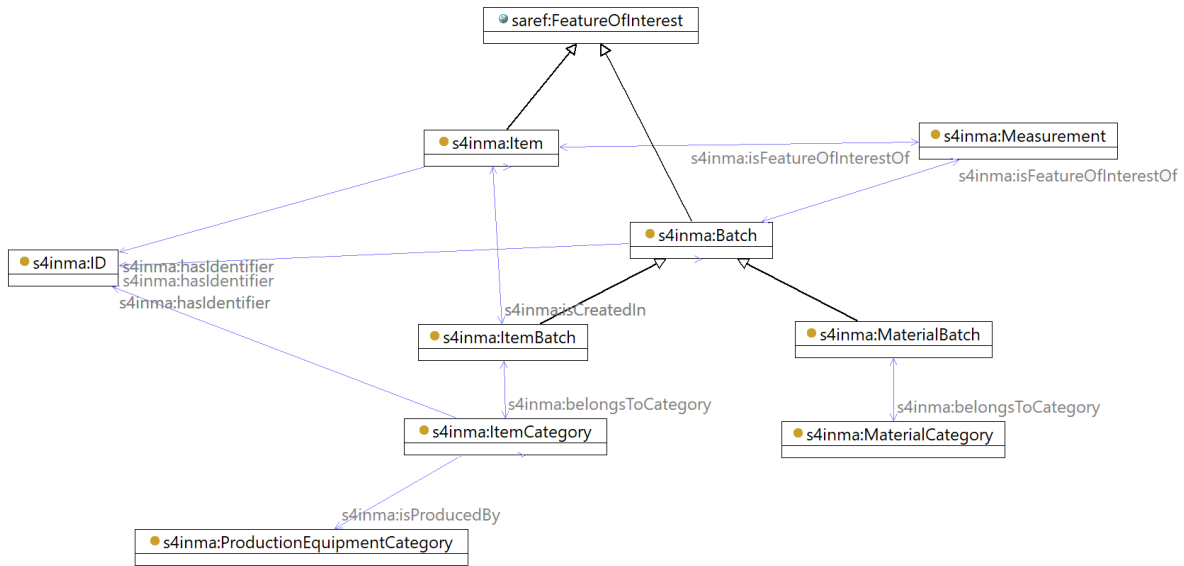 saref:FeatureOfInterest
s4inma:Item
s4inma:Measurement
s4inma:isFeatureOfInterestOf
s4inma:isFeatureOfInterestOf
s4inma:Batch
s4inma:ID
s4inma:hasIdentifier
s4inma:hasIdentifier
s4inma:hasIdentifier
s4inma:isCreatedIn
s4inma:ItemBatch
s4inma:MaterialBatch
s4inma:belongsToCategory
s4inma:belongsToCategory
s4inma:ItemCategory
s4inma:MaterialCategory
s4inma:isProducedBy
s4inma:ProductionEquipmentCategory